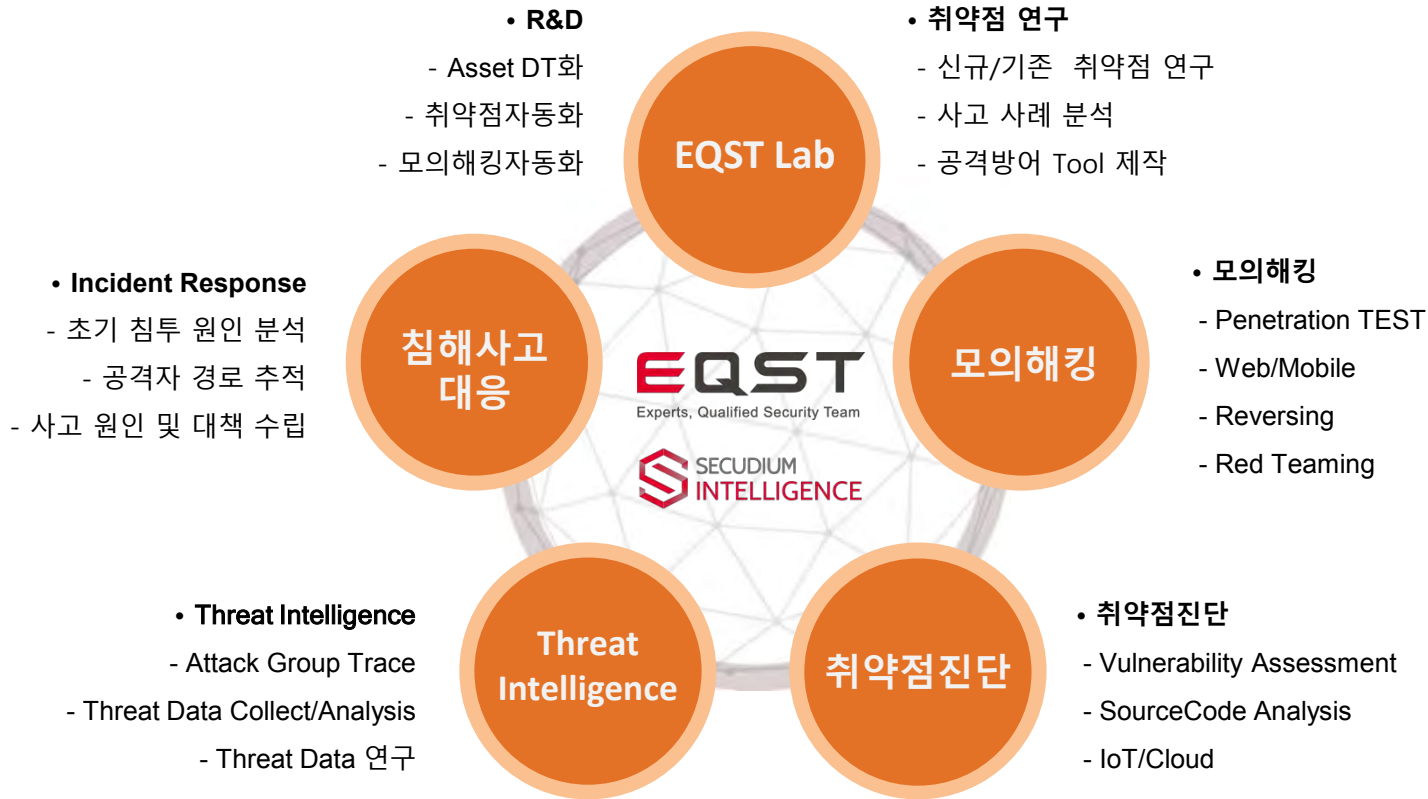 • R&D
- Asset DT화
- 취약점자동화
- 모의해킹자동화
EQST Lab
• 취약점 연구
- 신규/기존 취약점 연구
- 사고 사례 분석
- 공격방어 Tool 제작
• Incident Response
- 초기 침투 원인 분석
- 공격자 경로 추적
- 사고 원인 및 대책 수립
침해사고
대응
EQST
Experts, Qualified Security Team
SECUDIUM
INTELLIGENCE
모의해킹
• 모의해킹
- Penetration TEST
- Web/Mobile
- Reversing
- Red Teaming
• Threat Intelligence
- Attack Group Trace
- Threat Data Collect/Analysis
- Threat Data 연구
Threat
Intelligence
취약점진단
• 취약점진단
- Vulnerability Assessment
- SourceCode Analysis
- IoT/Cloud